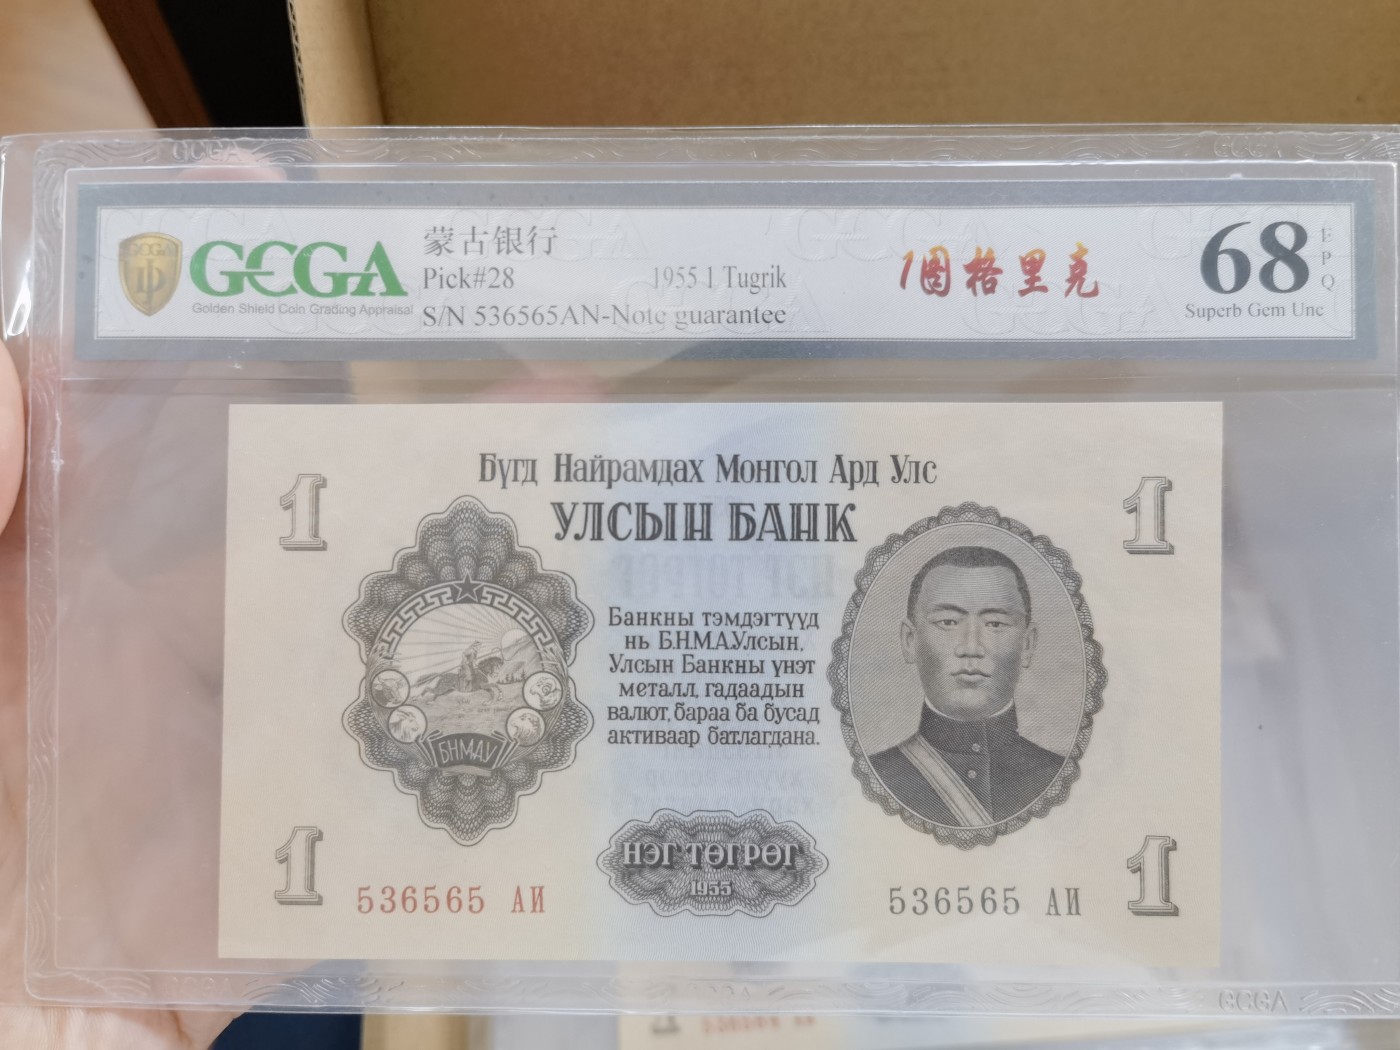 GCGA
Golden Shield Coin Grading Appraisal
蒙古银行
Pick#28 1955 1 Tugrik
S/N 536565AN-Note guarantee
1图格里克
68
EPQ
Superb Gem Unc
Бүгд Найрамдах Монгол Ард Улс
УЛСЫН БАНК
1
1
Банкны тэмдэгтүүд
нь Б.Н.М.А.Улсын,
Улсын Банкны үнэт
металл, гадаадын
валют, бараа ба бусад
активаар батлагдана.
БНМАУ
НЭГ ТӨГРӨГ
1955
1
536565 АИ
536565 АИ
1